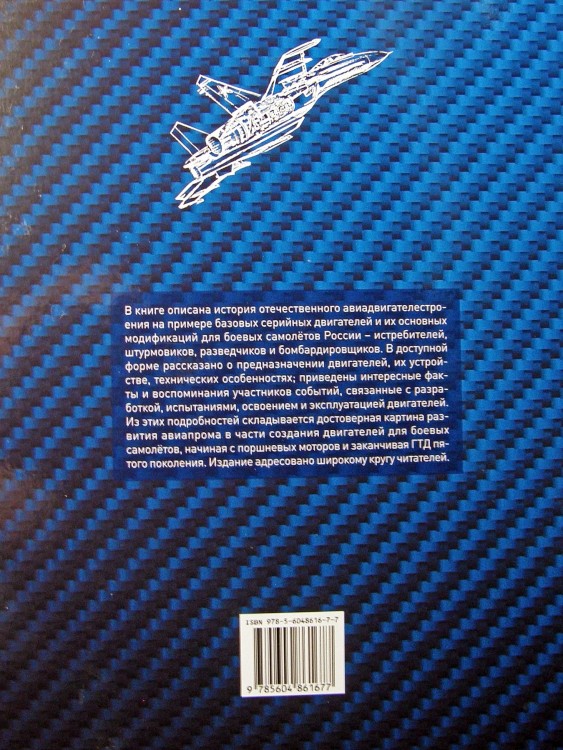 В книге описана история отечественного авиадвигателестро-
ения на примере базовых серийных двигателей и их основных
модификаций для боевых самолётов России – истребителей,
штурмовиков, разведчиков и бомбардировщиков. В доступной
форме рассказано о предназначении двигателей, их устрой-
стве, технических особенностях; приведены интересные фак-
ты и воспоминания участников событий, связанные с разра-
боткой, испытаниями, освоением и эксплуатацией двигателей.
Из этих подробностей складывается достоверная картина раз-
вития авиапрома в части создания двигателей для боевых
самолётов, начиная с поршневых моторов и заканчивая ГТД пя-
того поколения. Издание адресовано широкому кругу читателей.
ISBN 978-5-6048616-7-7
9 785604 861677